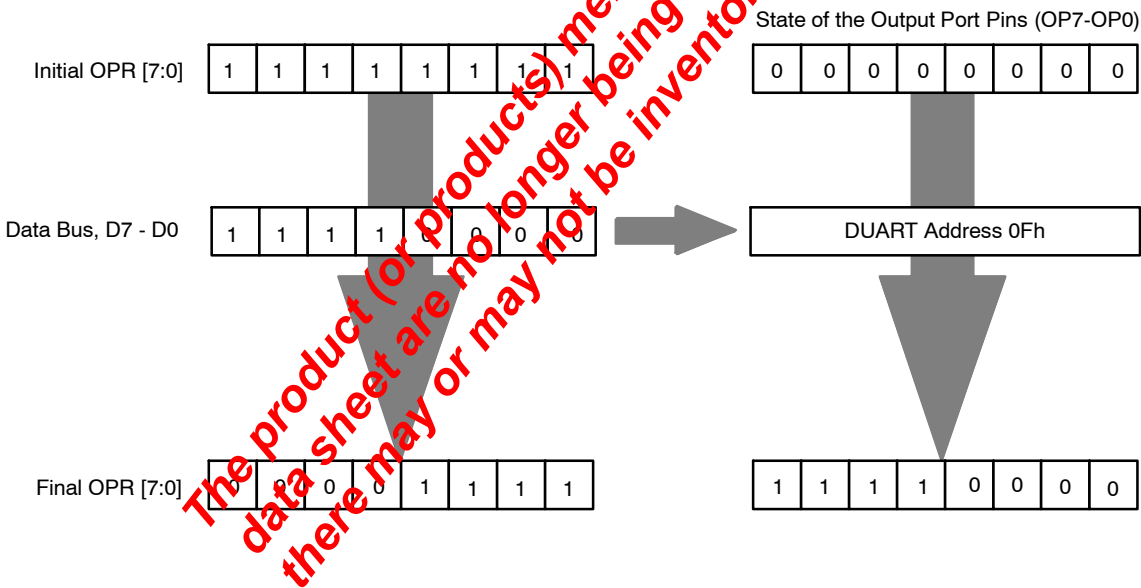 State of the Output Port Pins (OP7-OP0)
Initial OPR [7:0] 1 1 1 1 1 1 1 1 0 0 0 0 0 0 0 0
Data Bus, D7 - D0 1 1 1 1 0 0 0 0 DUART Address 0Fh
Final OPR [7:0] 0 0 0 0 1 1 1 1 1 1 1 1 0 0 0 0
The product (or products)
data sheet are no longer being
there may or may not be